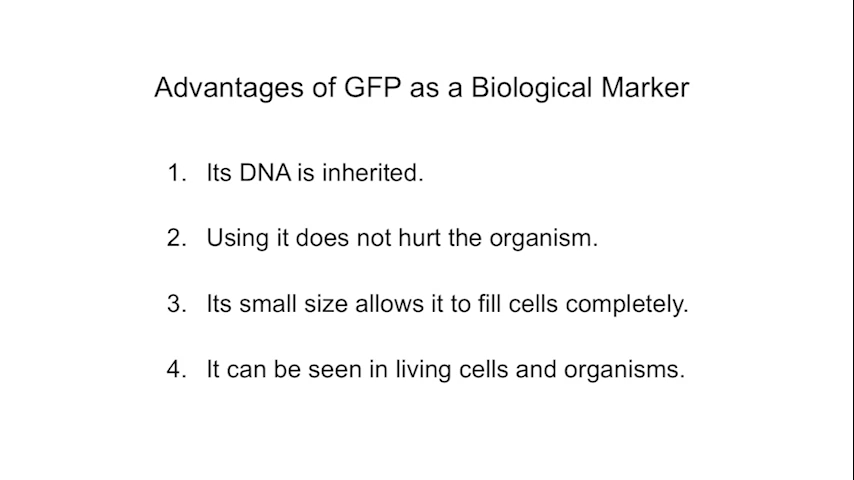 Advantages of GFP as a Biological Marker
1. Its DNA is inherited.
2. Using it does not hurt the organism.
3. Its small size allows it to fill cells completely.
4. It can be seen in living cells and organisms.